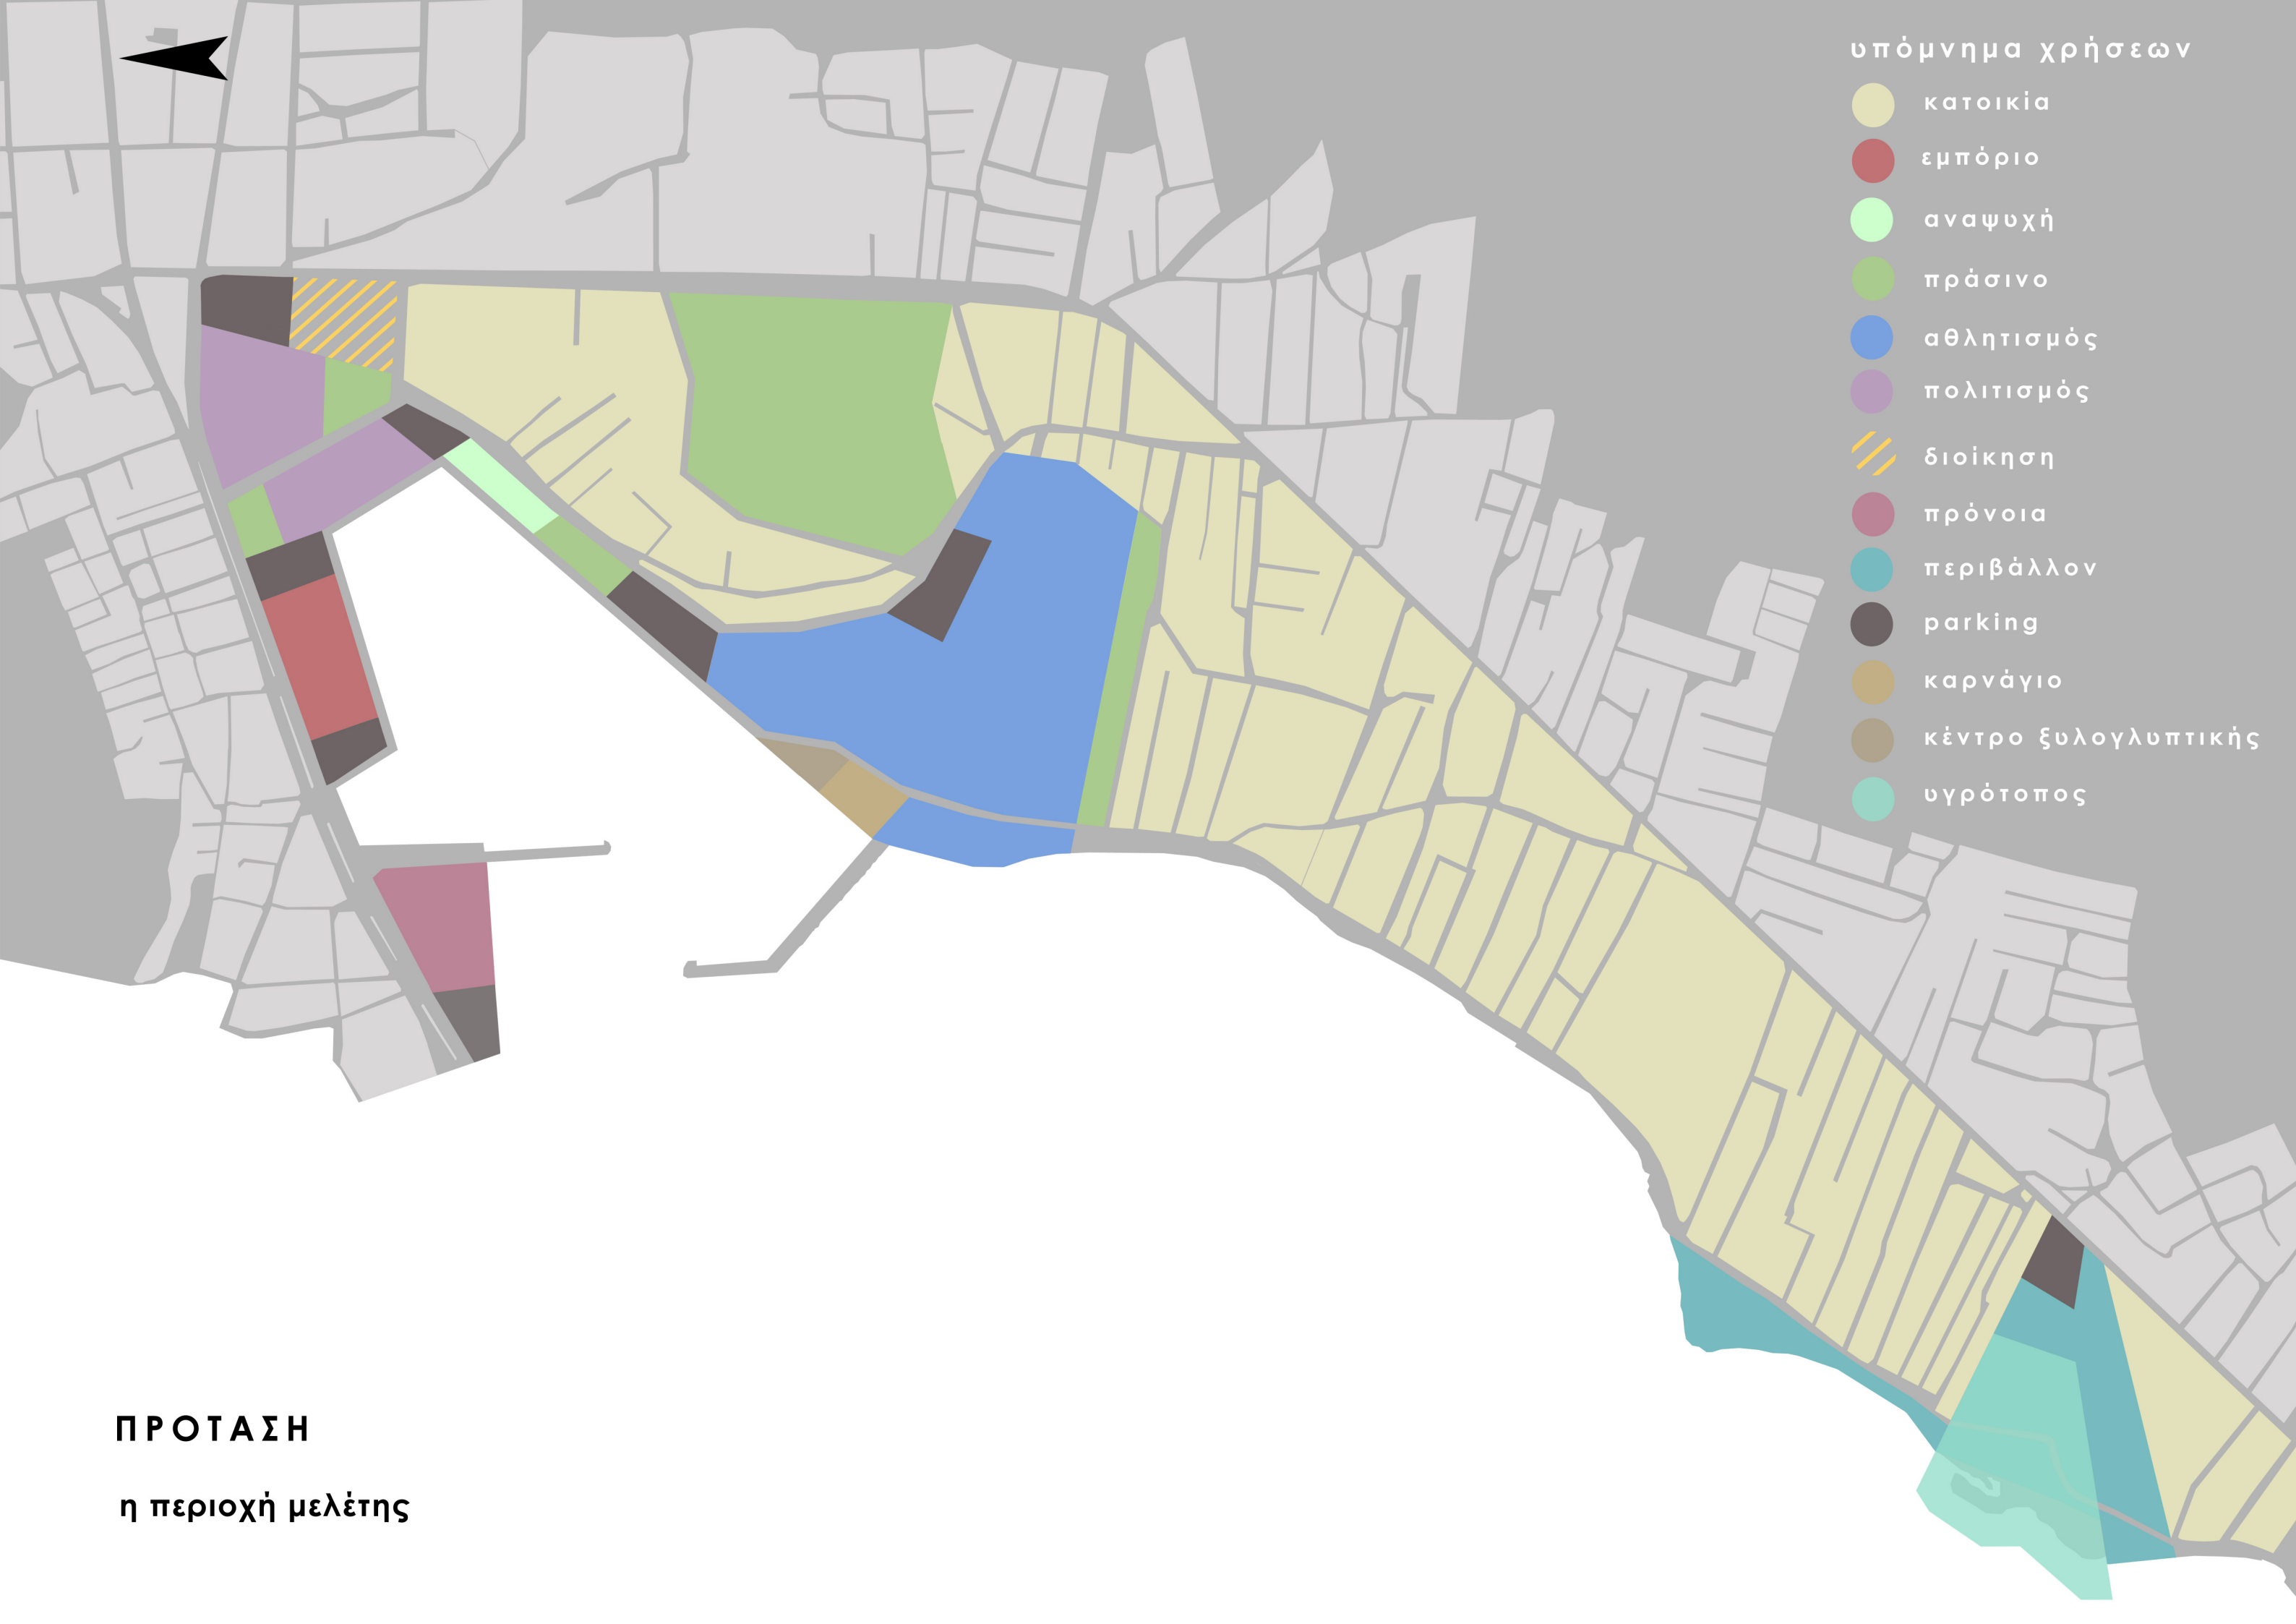 υπόμνημα χρήσεων
κατοικία
εμπόριο
αναψυχή
πράσινο
αθλητισμός
πολιτισμός
διοίκηση
πρόνοια
περιβάλλον
parking
καρνάγιο
κέντρο ξυλογλυπτικής
υγρότοπος
ΠΡΟΤΑΣΗ
η περιοχή μελέτης